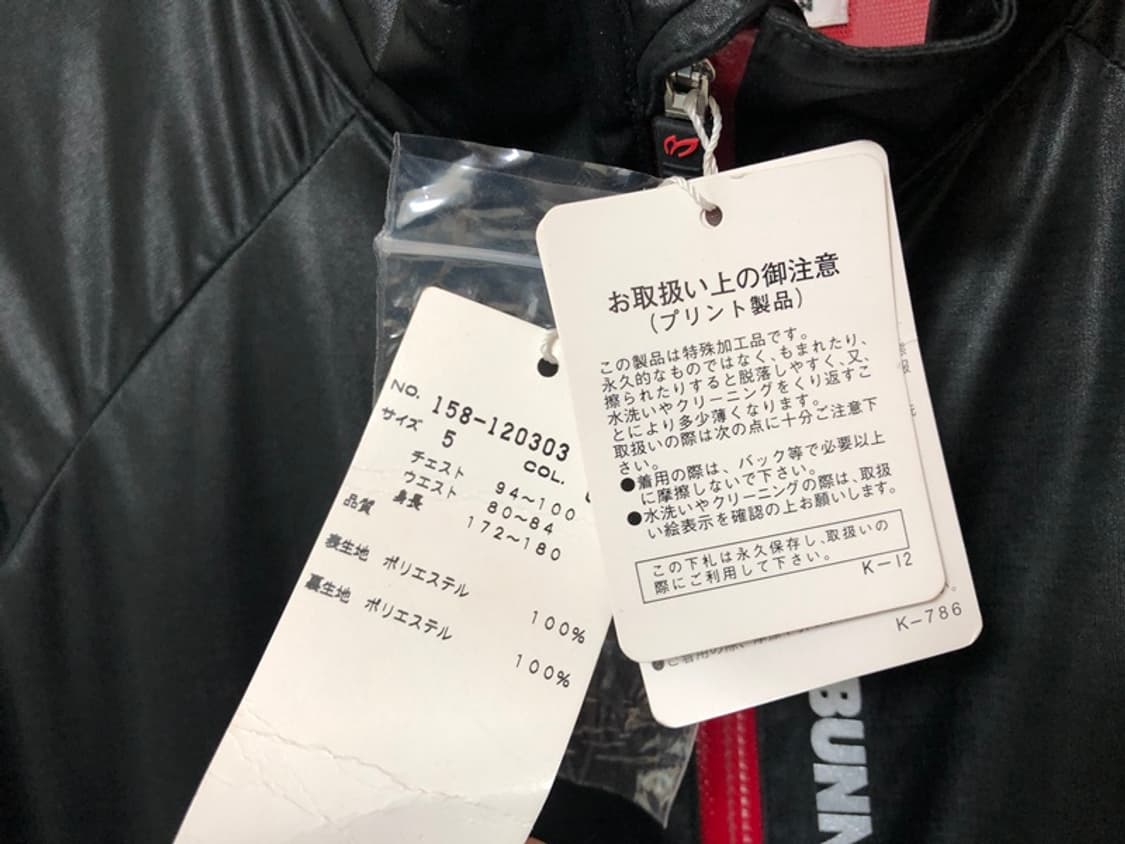 NO. 158-120303
サイズ 5 COL.
チェスト 94～100
ウエスト 80～84
身長 172～180
品質
表生地 ポリエステル 100%
裏生地 ポリエステル 100%
お取扱い上の御注意
(プリント製品)
この製品は特殊加工品です。
永久的なものではなく、もまれたり、
擦られたりすると脱落しやすく、又、
水洗いやクリーニングをくり返すこ
とにより多少薄くなります。
取扱いの際は次の点に十分ご注意下
さい。
●着用の際は、バック等で必要以上
に摩擦しないで下さい。
●水洗いやクリーニングの際は、取扱
い絵表示を確認の上お願いします。
この下札は永久保存し、取扱いの
際にご利用して下さい。
K-12
K-786
BUNN